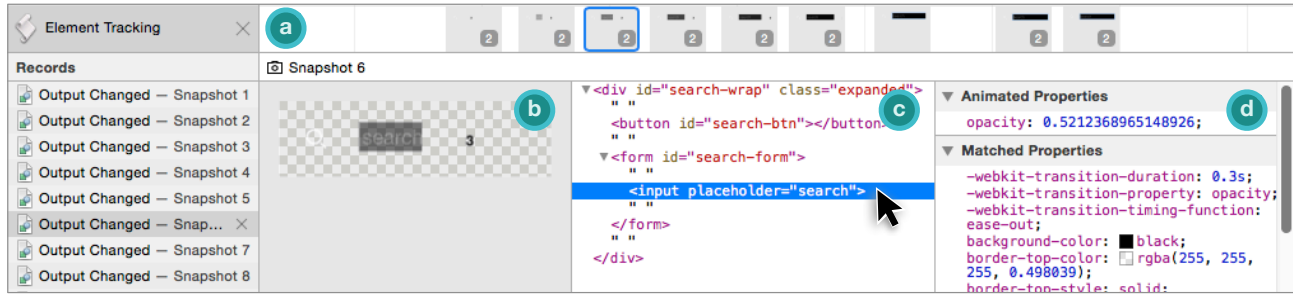 Element Tracking
a
2 2 2 2 2 2 2 2
Records
Snapshot 6
Output Changed — Snapshot 1
Output Changed — Snapshot 2
Output Changed — Snapshot 3
Output Changed — Snapshot 4
Output Changed — Snapshot 5
Output Changed — Snap...
Output Changed — Snapshot 7
Output Changed — Snapshot 8
b
search
3
c
<div id="search-wrap" class="expanded">
" "
<button id="search-btn"></button>
" "
<form id="search-form">
" "
<input placeholder="search">
" "
</form>
" "
</div>
d
Animated Properties
opacity: 0.5212368965148926;
Matched Properties
-webkit-transition-duration: 0.3s;
-webkit-transition-property: opacity;
-webkit-transition-timing-function:
ease-out;
background-color: black;
border-top-color: rgba(255, 255,
255, 0.498039);
border-top-style: solid;